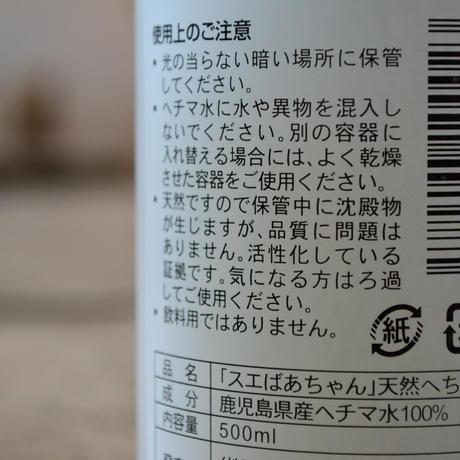 使用上のご注意
・光の当らない暗い場所に保管
してください。
・ヘチマ水に水や異物を混入し
ないでください。別の容器に
入れ替える場合には、よく乾燥
させた容器をご使用ください。
・天然ですので保管中に沈殿物
が生じますが、品質に問題は
ありません。活性化している
証拠です。気になる方はろ過
してご使用ください。
・飲料用ではありません。
紙
品 名 「スエばあちゃん」天然へち
成 分 鹿児島県産ヘチマ水100%
内容量 500ml